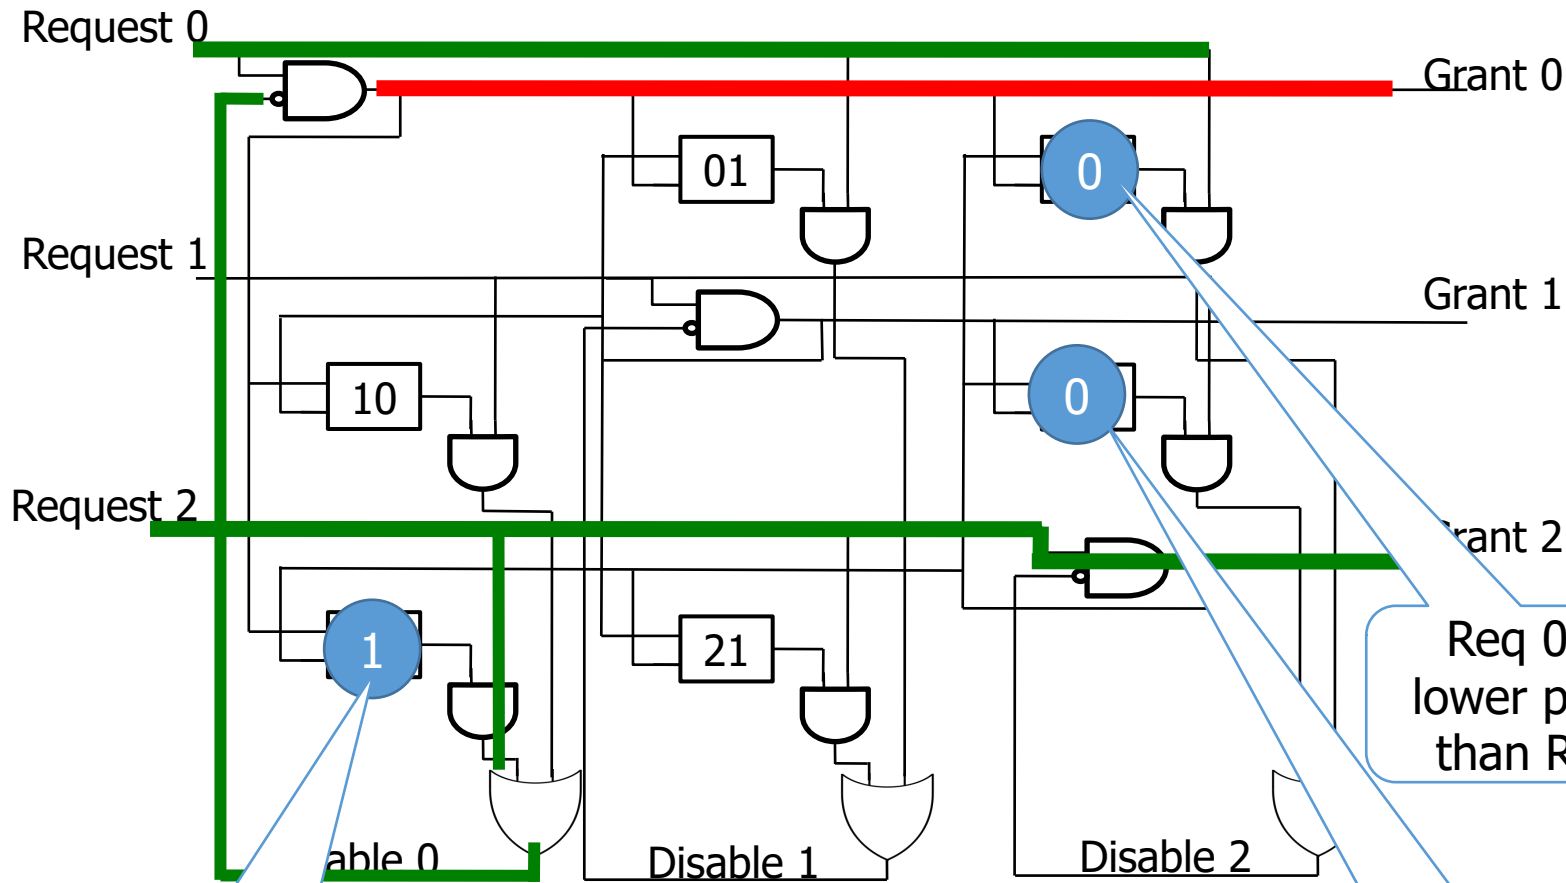 Request 0
Grant 0
01
0
Request 1
Grant 1
10
0
Request 2
rant 2
1
21
Req 0
lower p
than R
able 0
Disable 1
Disable 2